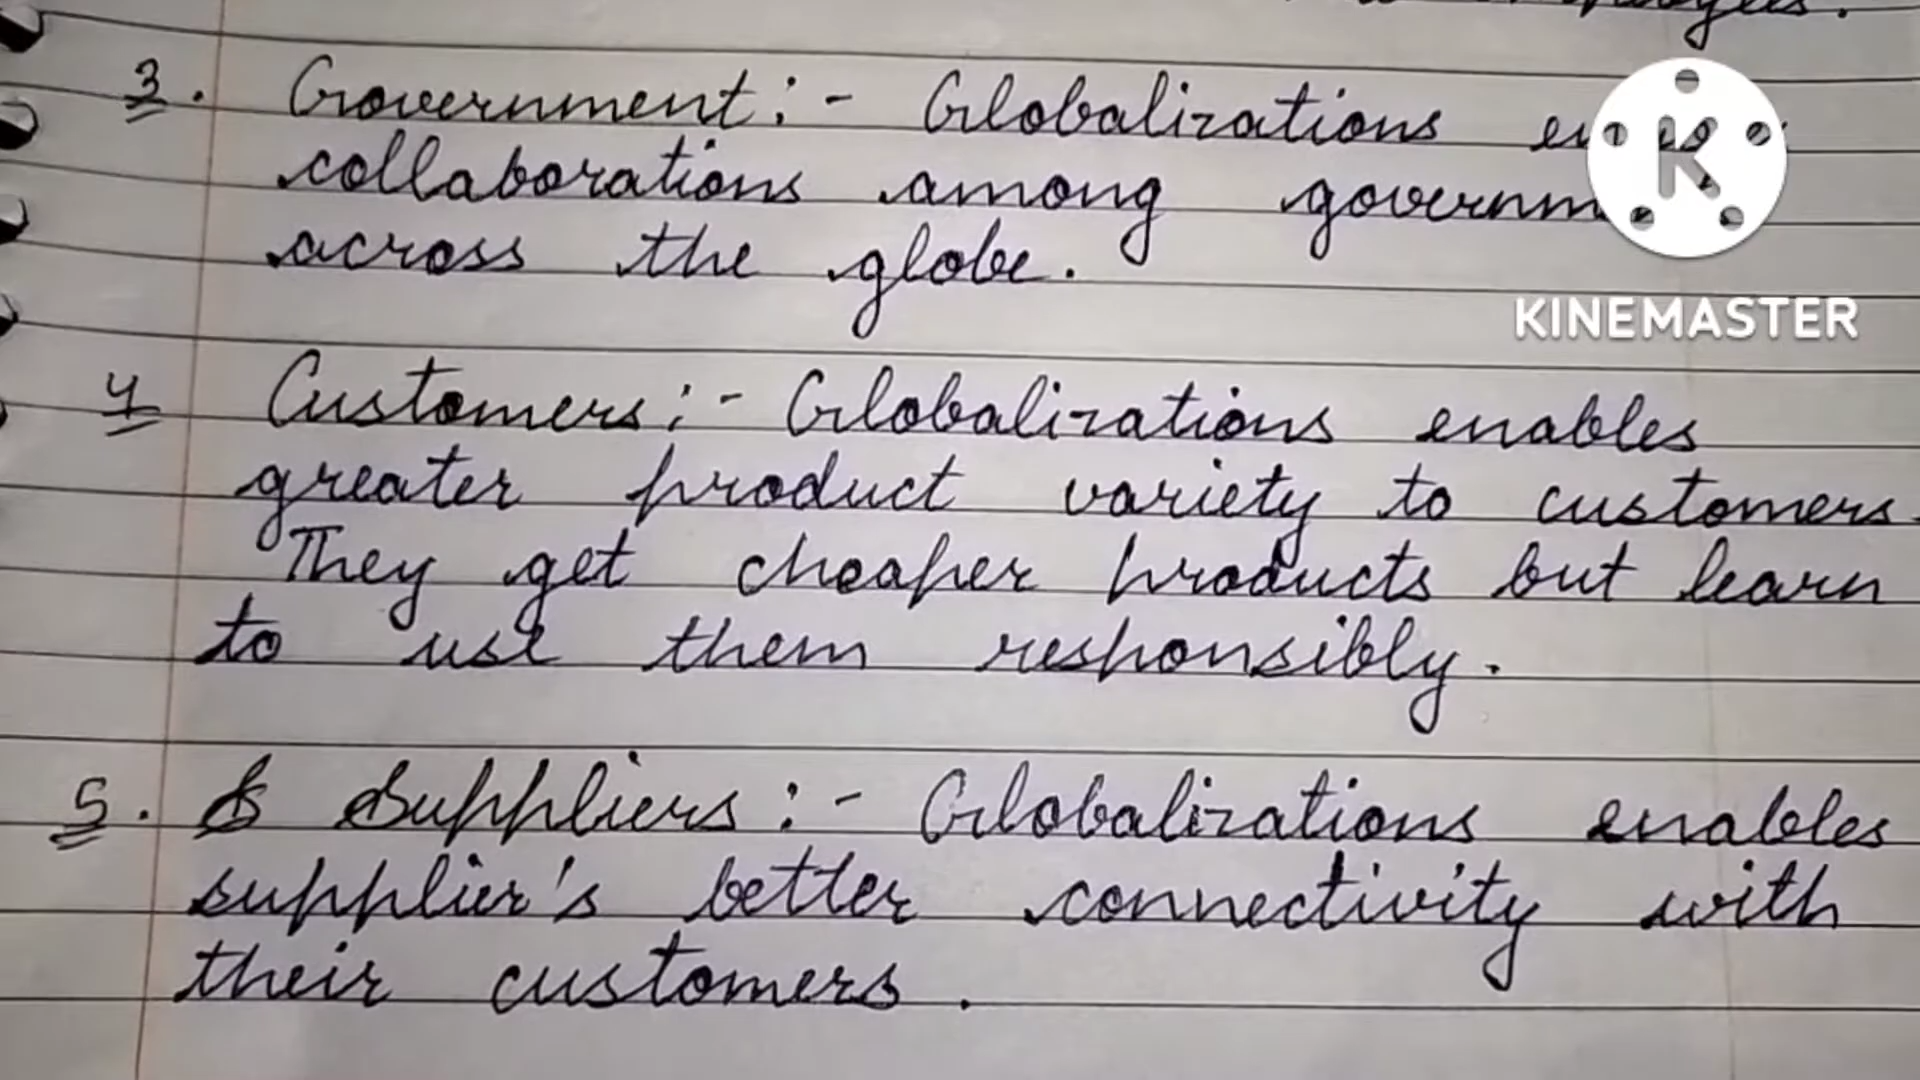 3. Government:- Globalizations
collaborations among
across the globe.
KINEMASTER
4 Customers:- Globalizations enables
greater product variety to customers.
They get cheaper products but learn
to use them responsibly.
5. S Suppliers:- Globalizations enables
supplier's better connectivity with
their customers.